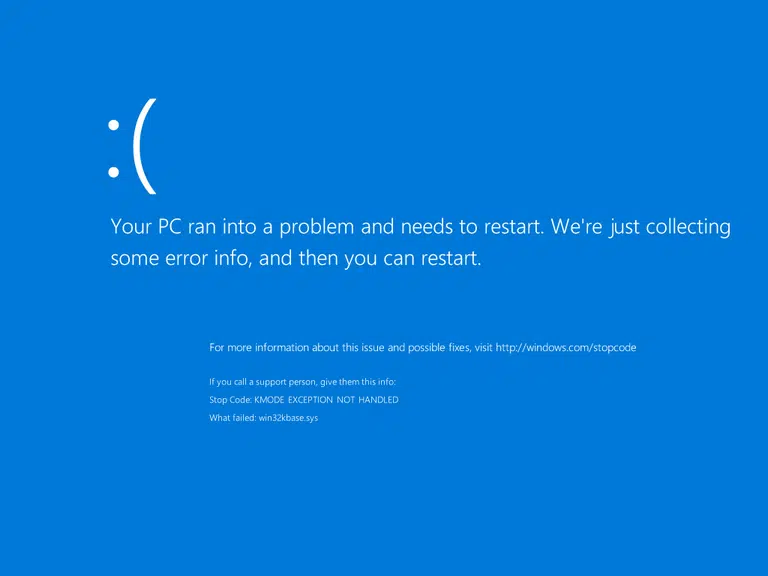 :(
Your PC ran into a problem and needs to restart. We're just collecting
some error info, and then you can restart.
For more information about this issue and possible fixes, visit http://windows.com/stopcode
If you call a support person, give them this info:
Stop Code: KMODE EXCEPTION NOT HANDLED
What failed: win32kbase.sys